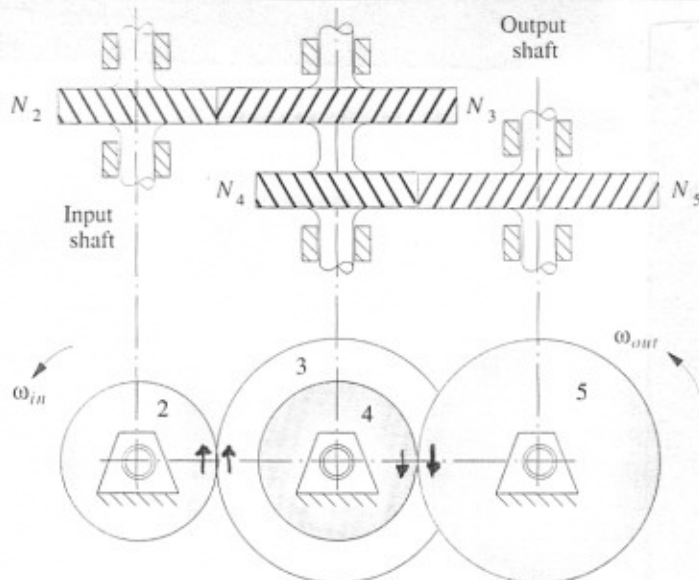 Output
shaft
N2 N3
N4 N5
Input
shaft
ωin ωout
2 3 4 5